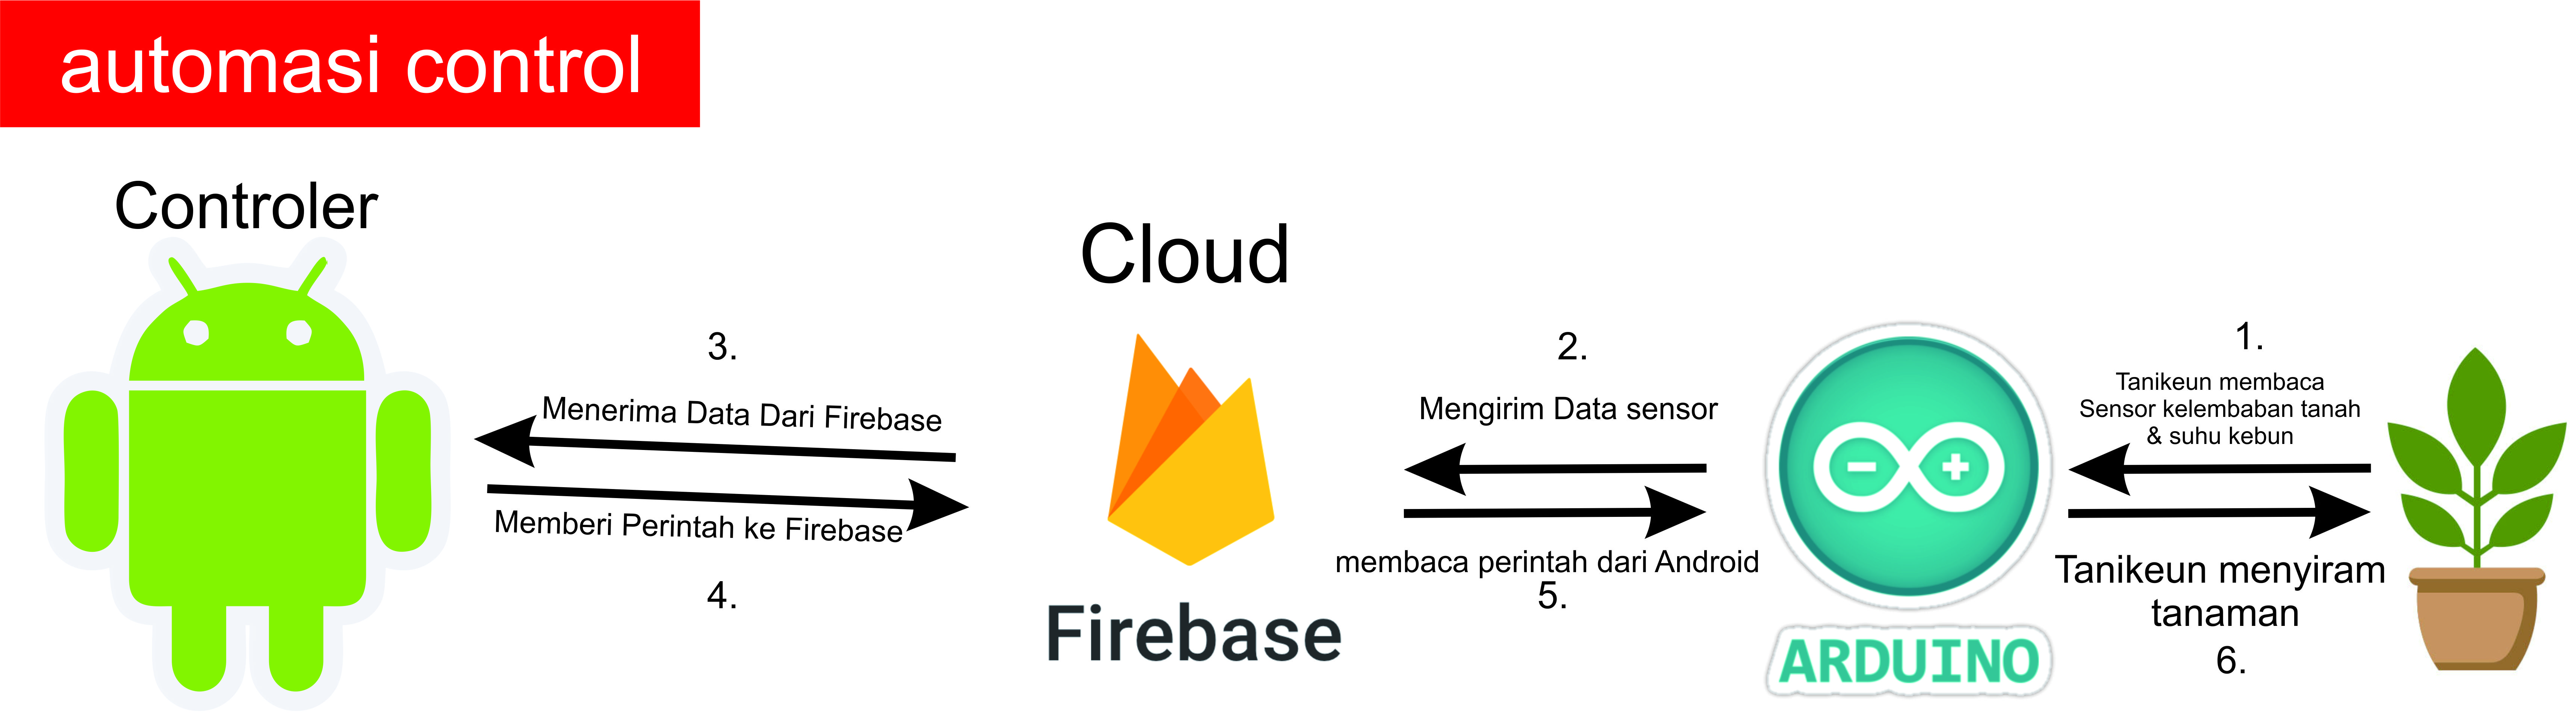 automasi control
Controler
Cloud
3.
Menerima Data Dari Firebase
Memberi Perintah ke Firebase
4.
Firebase
2.
Mengirim Data sensor
membaca perintah dari Android
5.
ARDUINO
1.
Tanikeun membaca
Sensor kelembaban tanah
& suhu kebun
Tanikeun menyiram
tanaman
6.